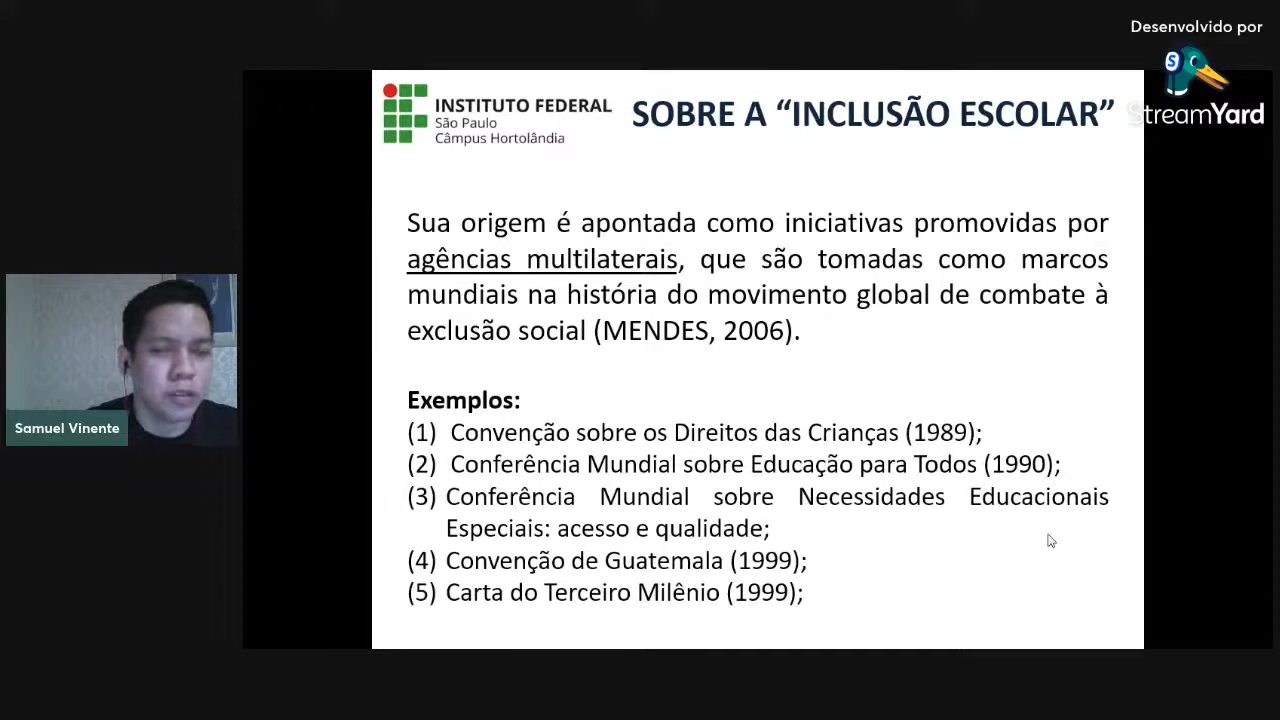 Desenvolvido por
StreamYard
INSTITUTO FEDERAL
São Paulo
Câmpus Hortolândia
SOBRE A “INCLUSÃO ESCOLAR”
Sua origem é apontada como iniciativas promovidas por
agências multilaterais, que são tomadas como marcos
mundiais na história do movimento global de combate à
exclusão social (MENDES, 2006).
Exemplos:
(1) Convenção sobre os Direitos das Crianças (1989);
(2) Conferência Mundial sobre Educação para Todos (1990);
(3) Conferência Mundial sobre Necessidades Educacionais
Especiais: acesso e qualidade;
(4) Convenção de Guatemala (1999);
(5) Carta do Terceiro Milênio (1999);
Samuel Vinente